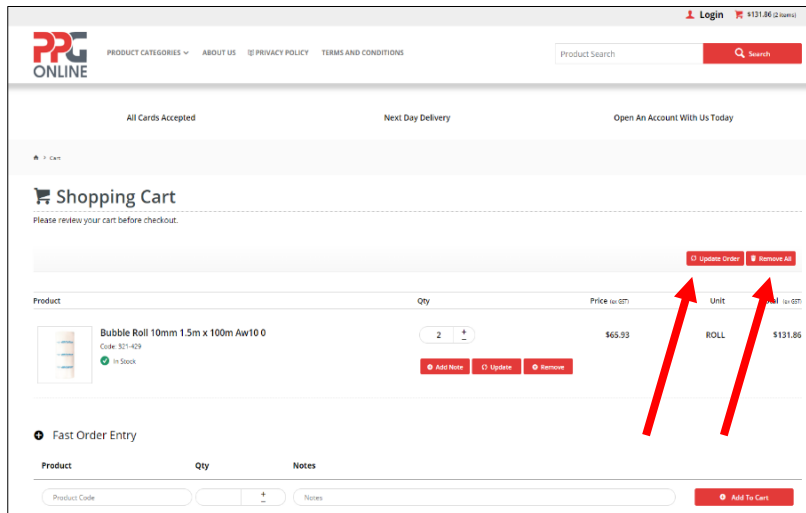 Login $131.86 (2 items)
PPG
ONLINE
PRODUCT CATEGORIES ABOUT US PRIVACY POLICY TERMS AND CONDITIONS
Product Search Search
All Cards Accepted Next Day Delivery Open An Account With Us Today
Cart
Shopping Cart
Please review your cart before checkout.
Update Order Remove All
Product Qty Price (ex GST) Unit (ex GST)
Bubble Roll 10mm 1.5m x 100m Aw10 0
Code: 321-429
In Stock
2 + − $65.93 ROLL $131.86
Add Note Update Remove
Fast Order Entry
Product Qty Notes
Product Code + − Notes Add To Cart